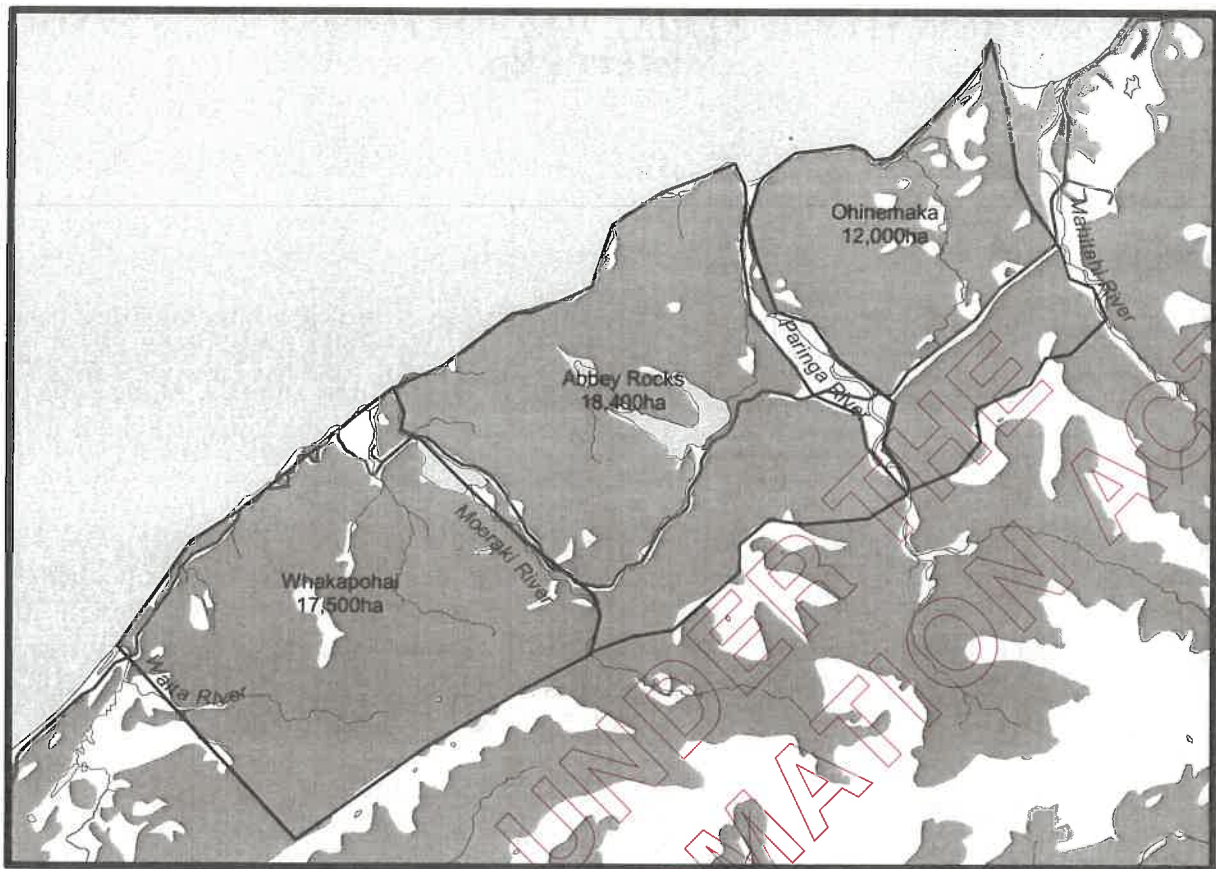 Ohinemaka
12,000ha
Mahitahi River
Paringa River
Abbey Rocks
18,400ha
Moeraki River
Whakapohai
17,500ha
Waita River
UNDER THE
MATION ACT